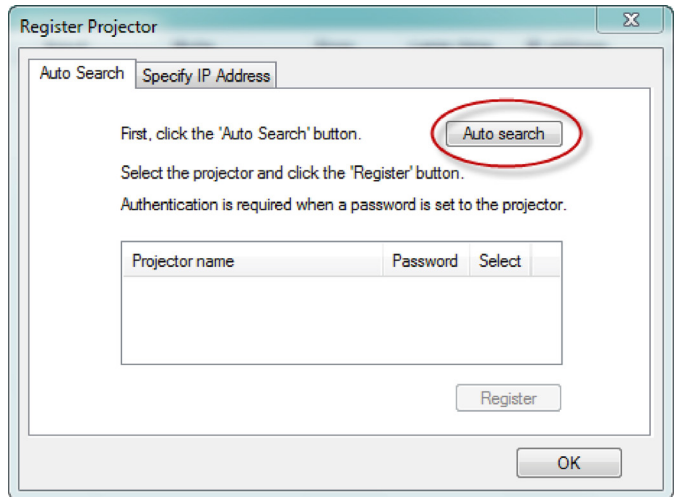 Register Projector
Auto Search Specify IP Address
First, click the 'Auto Search' button. Auto search
Select the projector and click the 'Register' button.
Authentication is required when a password is set to the projector.
Projector name Password Select
Register
OK